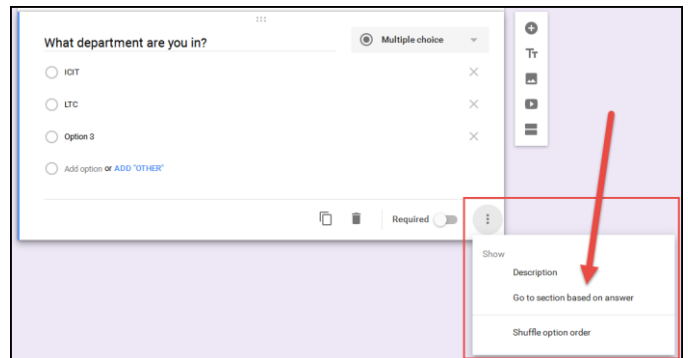 What department are you in?
Multiple choice
ICIT
LTC
Option 3
Add option or ADD "OTHER"
Required
Show
Description
Go to section based on answer
Shuffle option order
Tт